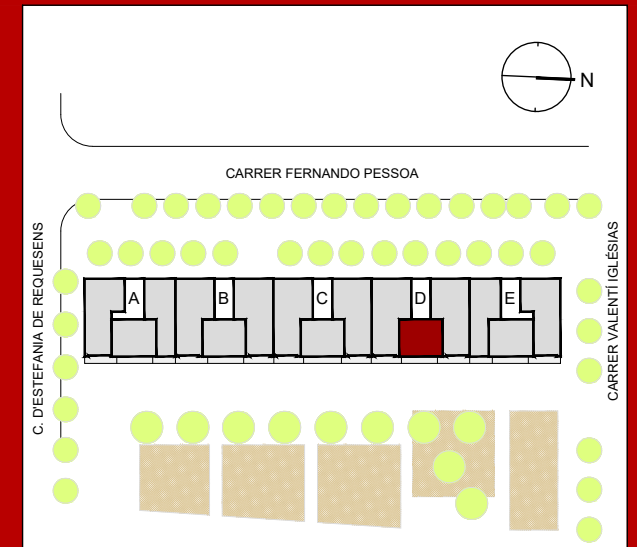 N
CARRER FERNANDO PESSOA
C. D'ESTEFANIA DE REQUESENS
A
B
C
D
E
CARRER VALENTÍ IGLÉSIAS